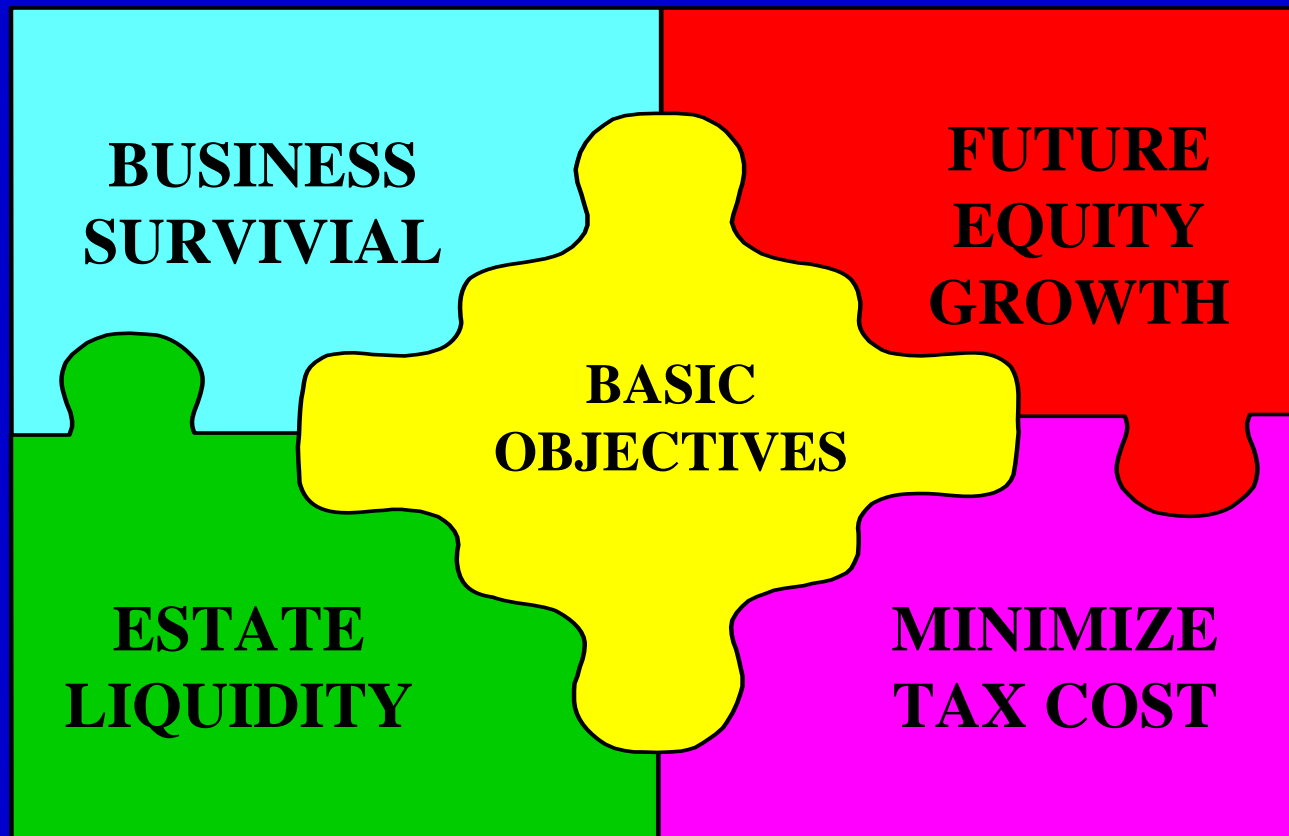 BUSINESS
SURVIVIAL
FUTURE
EQUITY
GROWTH
BASIC
OBJECTIVES
ESTATE
LIQUIDITY
MINIMIZE
TAX COST